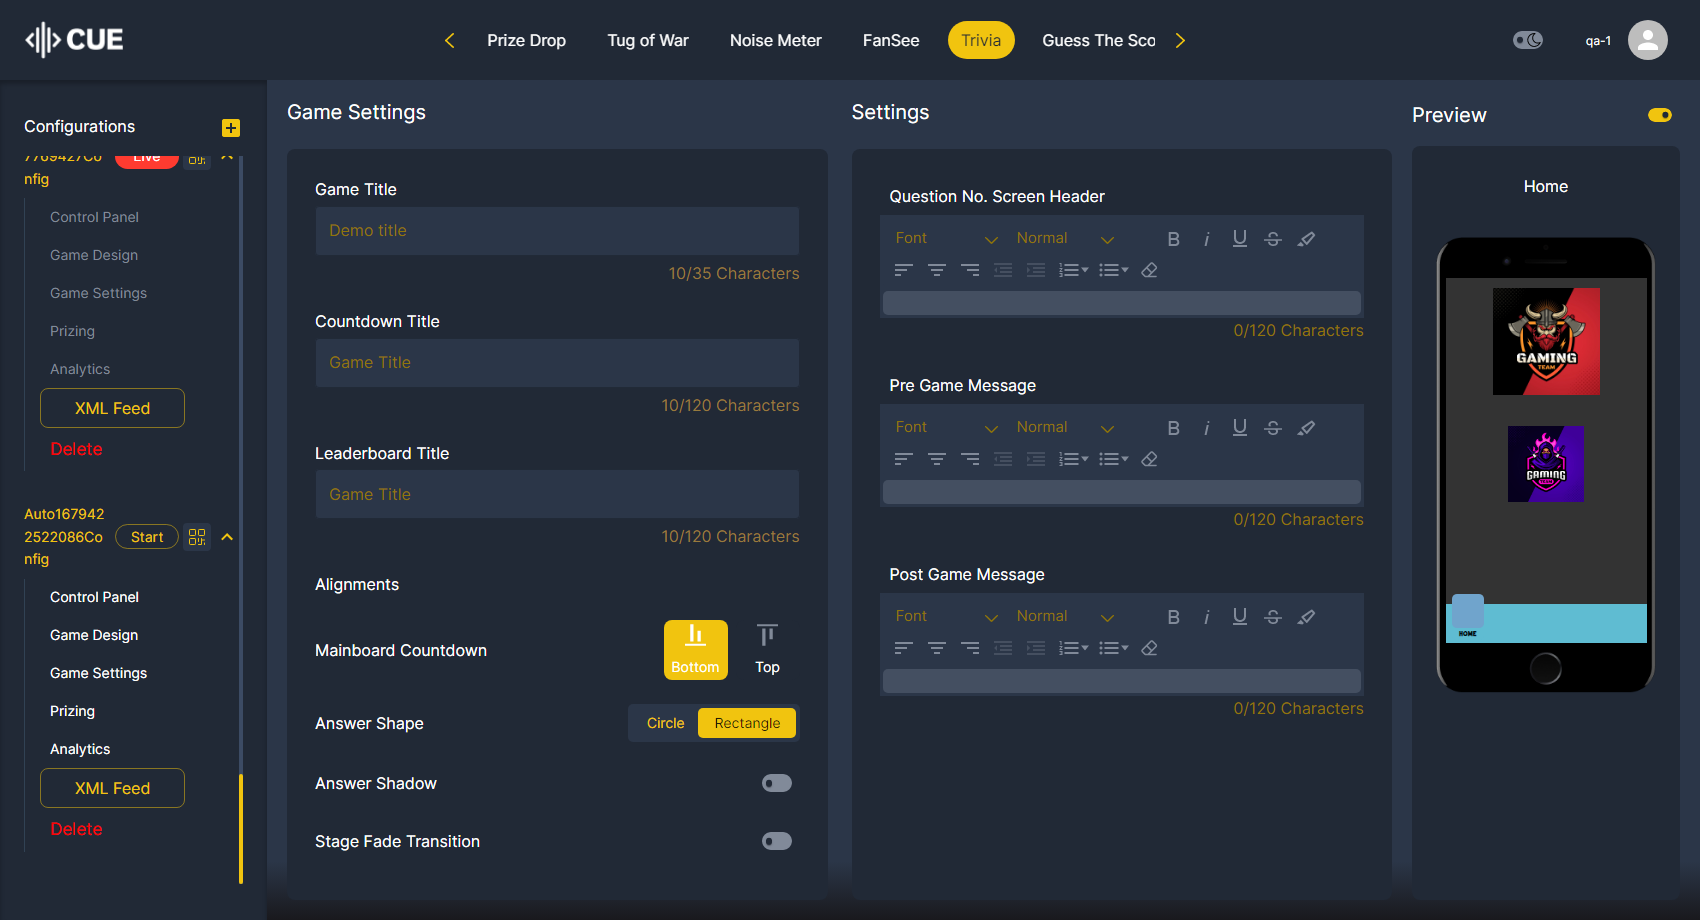 CUE
Prize Drop
Tug of War
Noise Meter
FanSee
Trivia
Guess The Sco
qa-1
Configurations
7769427Co
nfig
Live
Control Panel
Game Design
Game Settings
Prizing
Analytics
XML Feed
Delete
Auto167942
2522086Co
nfig
Start
Control Panel
Game Design
Game Settings
Prizing
Analytics
XML Feed
Delete
Game Settings
Game Title
Demo title
10/35 Characters
Countdown Title
Game Title
10/120 Characters
Leaderboard Title
Game Title
10/120 Characters
Alignments
Mainboard Countdown
Bottom
Top
Answer Shape
Circle
Rectangle
Answer Shadow
Stage Fade Transition
Settings
Question No. Screen Header
Font
Normal
B i U S
0/120 Characters
Pre Game Message
Font
Normal
B i U S
0/120 Characters
Post Game Message
Font
Normal
B i U S
0/120 Characters
Preview
Home
GAMING
TEAM
GAMING
TEAM
HOME